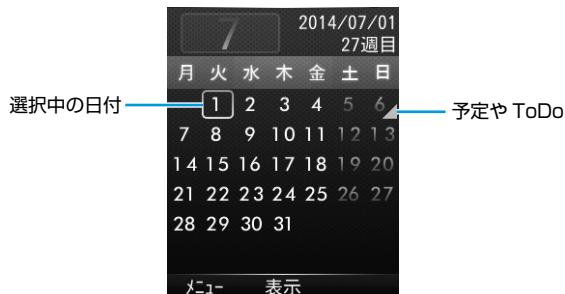 7
2014/07/01
27週目
月 火 水 木 金 土 日
選択中の日付
1 2 3 4 5 6
予定や ToDo
7 8 9 10 11 12 13
14 15 16 17 18 19 20
21 22 23 24 25 26 27
28 29 30 31
ﾒﾆｭｰ 表示